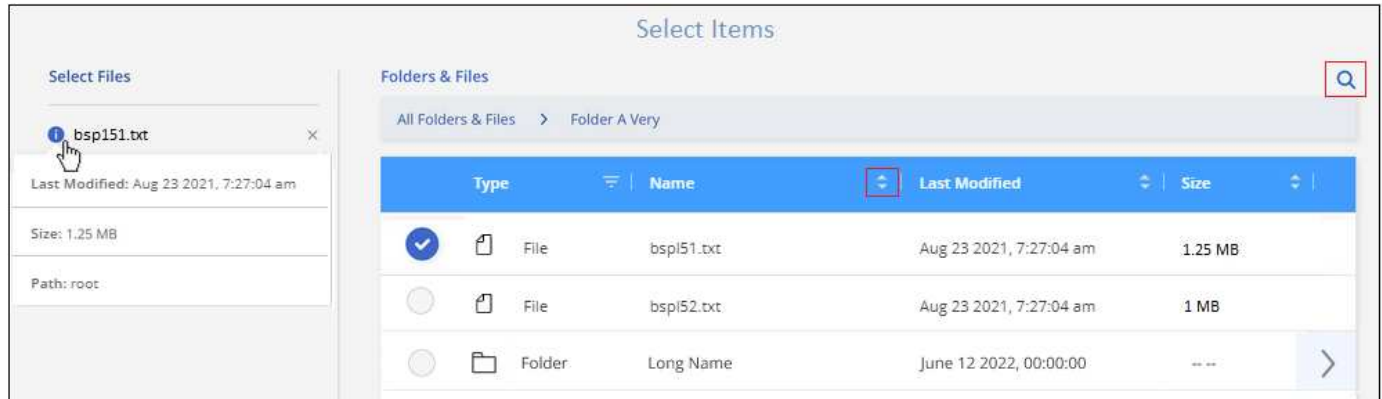 Select Items
Select Files
bsp151.txt
Last Modified: Aug 23 2021, 7:27:04 am
Size: 1.25 MB
Path: root
Folders & Files
All Folders & Files > Folder A Very
Type Name Last Modified Size
File bspl51.txt Aug 23 2021, 7:27:04 am 1.25 MB
File bspl52.txt Aug 23 2021, 7:27:04 am 1 MB
Folder Long Name June 12 2022, 00:00:00 -- --